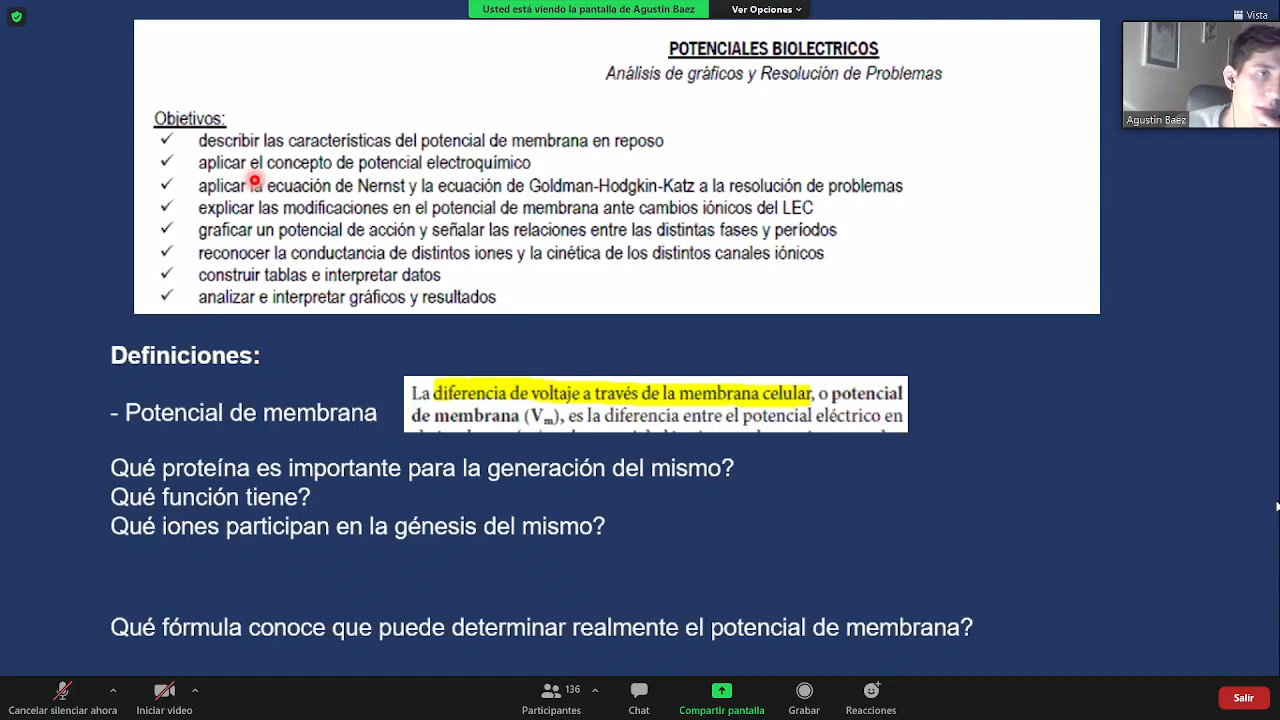 Usted está viendo la pantalla de Agustin Baez
Ver Opciones
Vista
POTENCIALES BIOLECTRICOS
Análisis de gráficos y Resolución de Problemas
Agustin Baez
Objetivos:
✓ describir las características del potencial de membrana en reposo
✓ aplicar el concepto de potencial electroquímico
✓ aplicar la ecuación de Nernst y la ecuación de Goldman-Hodgkin-Katz a la resolución de problemas
✓ explicar las modificaciones en el potencial de membrana ante cambios iónicos del LEC
✓ graficar un potencial de acción y señalar las relaciones entre las distintas fases y períodos
✓ reconocer la conductancia de distintos iones y la cinética de los distintos canales iónicos
✓ construir tablas e interpretar datos
✓ analizar e interpretar gráficos y resultados
Definiciones:
- Potencial de membrana
La diferencia de voltaje a través de la membrana celular, o potencial
de membrana (Vm), es la diferencia entre el potencial eléctrico en
Qué proteína es importante para la generación del mismo?
Qué función tiene?
Qué iones participan en la génesis del mismo?
Qué fórmula conoce que puede determinar realmente el potencial de membrana?
Cancelar silenciar ahora
Iniciar video
136
Participantes
Chat
Compartir pantalla
Grabar
Reacciones
Salir